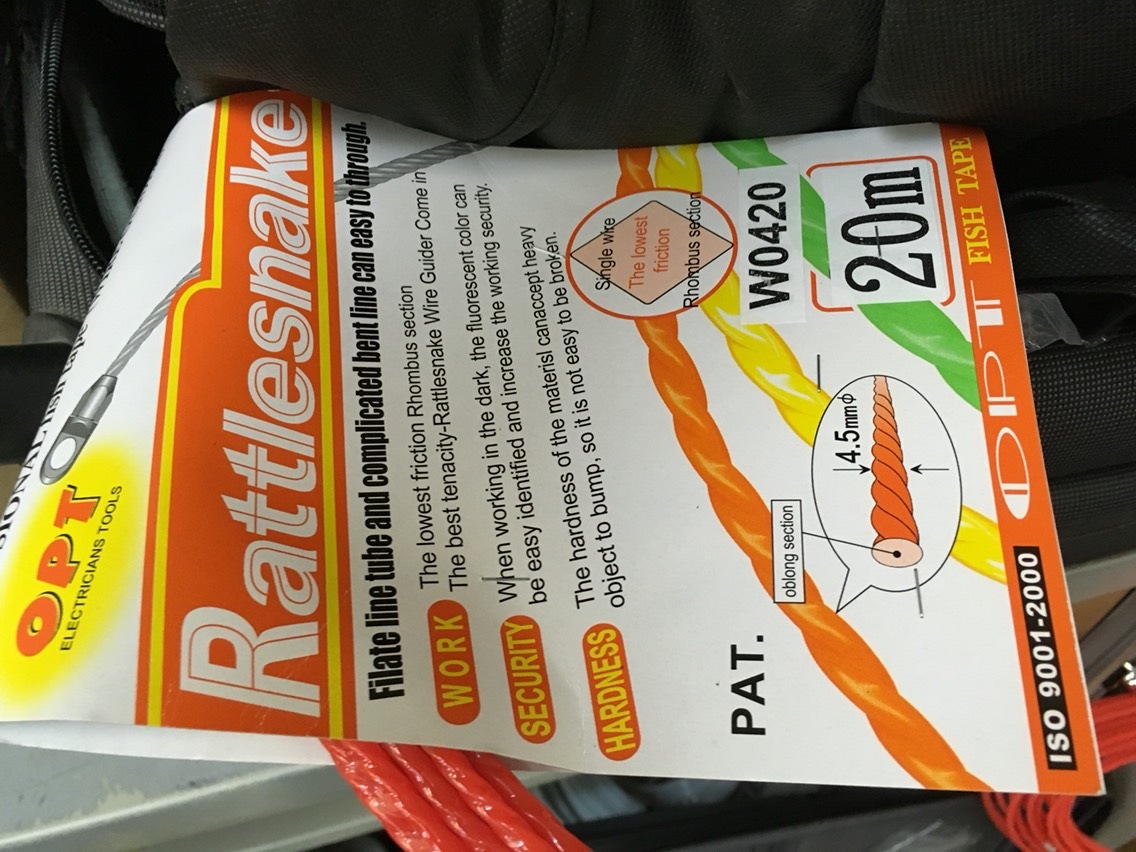 OPT
ELECTRICIANS TOOLS
Rattlesnake
Filate line tube and complicated bent line can easy to through.
WORK
The lowest friction Rhombus section
The best tenacity-Rattlesnake Wire Guider Come in
SECURITY
When working in the dark, the fluorescent color can
be easy identified and increase the working security.
HARDNESS
The hardness of the materisl canaccept heavy
object to bump, so it is not easy to be broken.
Single wire
The lowest
friction
Rhombus section
PAT.
W0420
20m
oblong section
4.5mmφ
ISO 9001-2000
OPT FISH TAPE